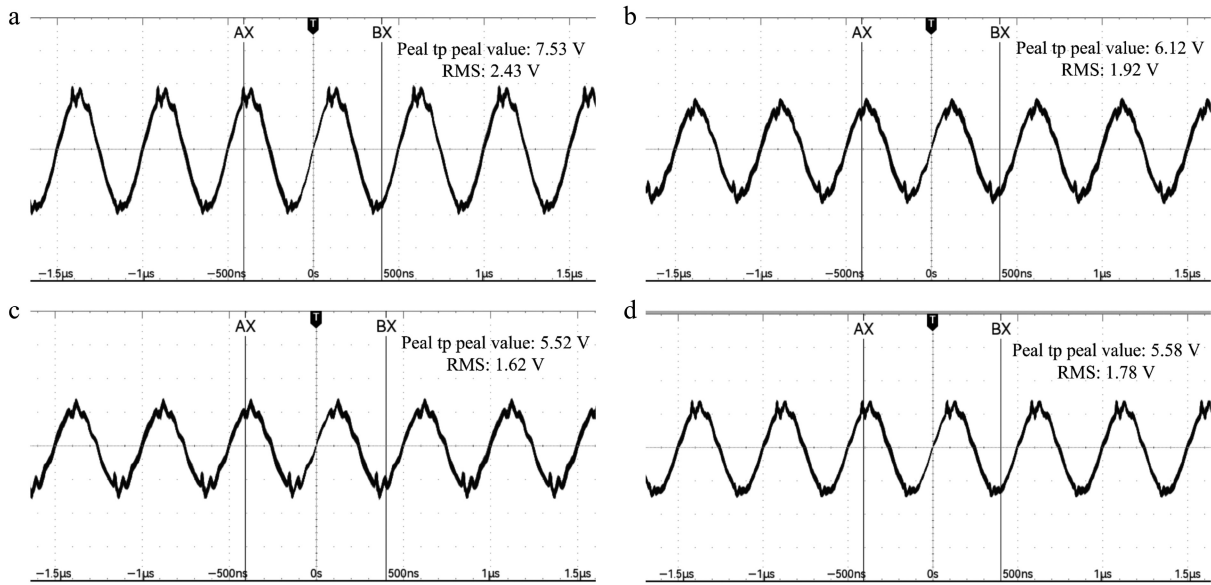 a
AX
T
BX
Peal tp peal value: 7.53 V
RMS: 2.43 V
−1.5μs −1μs −500ns 0s 500ns 1μs 1.5μs
b
AX
T
BX
Peal tp peal value: 6.12 V
RMS: 1.92 V
−1.5μs −1μs −500ns 0s 500ns 1μs 1.5μs
c
AX
T
BX
Peal tp peal value: 5.52 V
RMS: 1.62 V
−1.5μs −1μs −500ns 0s 500ns 1μs 1.5μs
d
AX
T
BX
Peal tp peal value: 5.58 V
RMS: 1.78 V
−1.5μs −1μs −500ns 0s 500ns 1μs 1.5μs